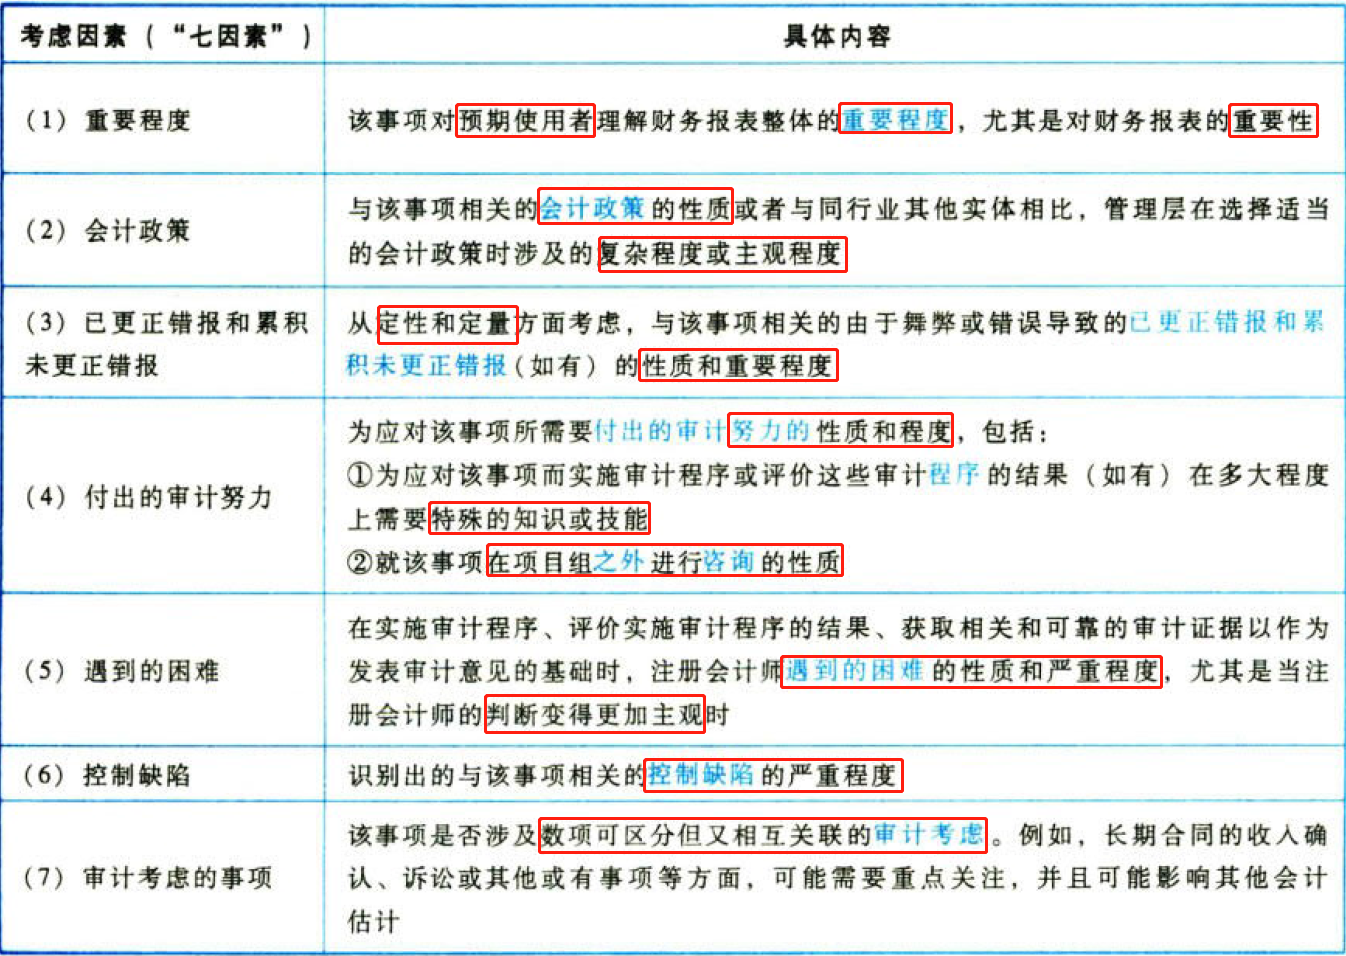 考虑因素（“七因素”） 具体内容
（1）重要程度 该事项对预期使用者理解财务报表整体的重要程度，尤其是对财务报表的重要性
（2）会计政策
与该事项相关的会计政策的性质或者与同行业其他实体相比，管理层在选择适当
的会计政策时涉及的复杂程度或主观程度
（3）已更正错报和累积
未更正错报
从定性和定量方面考虑，与该事项相关的由于舞弊或错误导致的已更正错报和累
积未更正错报（如有）的性质和重要程度
（4）付出的审计努力
为应对该事项所需要付出的审计努力的性质和程度，包括：
①为应对该事项而实施审计程序或评价这些审计程序的结果（如有）在多大程度
上需要特殊的知识或技能
②就该事项在项目组之外进行咨询的性质
（5）遇到的困难
在实施审计程序、评价实施审计程序的结果、获取相关和可靠的审计证据以作为
发表审计意见的基础时，注册会计师遇到的困难的性质和严重程度，尤其是当注
册会计师的判断变得更加主观时
（6）控制缺陷 识别出的与该事项相关的控制缺陷的严重程度
（7）审计考虑的事项
该事项是否涉及数项可区分但又相互关联的审计考虑。例如，长期合同的收入确
认、诉讼或其他或有事项等方面，可能需要重点关注，并且可能影响其他会计
估计